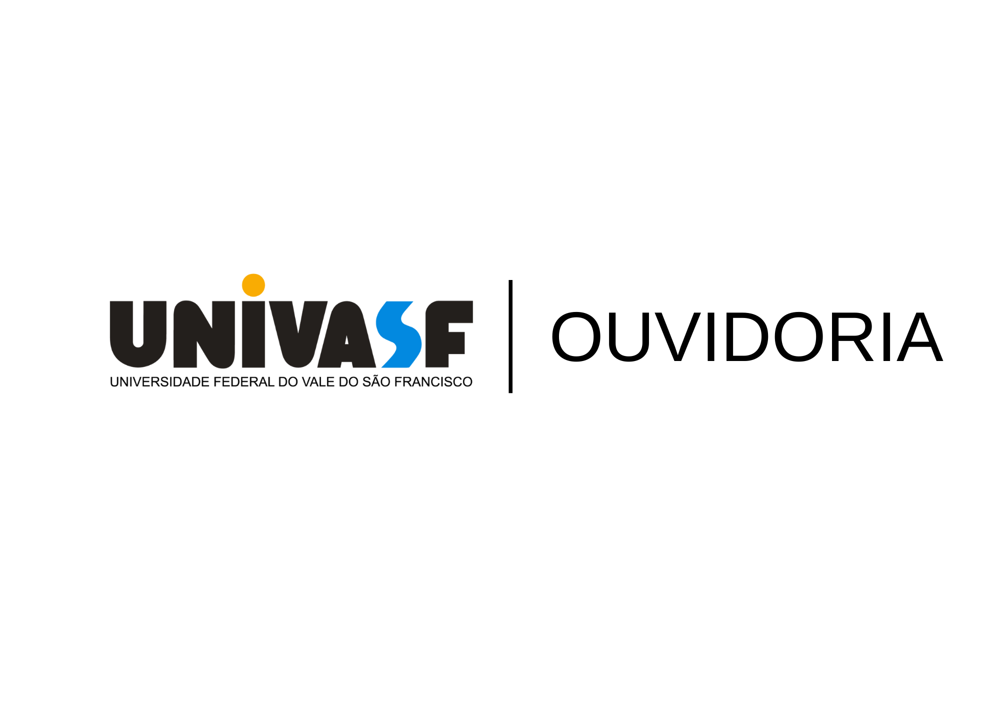 UNiVASF
UNIVERSIDADE FEDERAL DO VALE DO SÃO FRANCISCO
OUVIDORIA